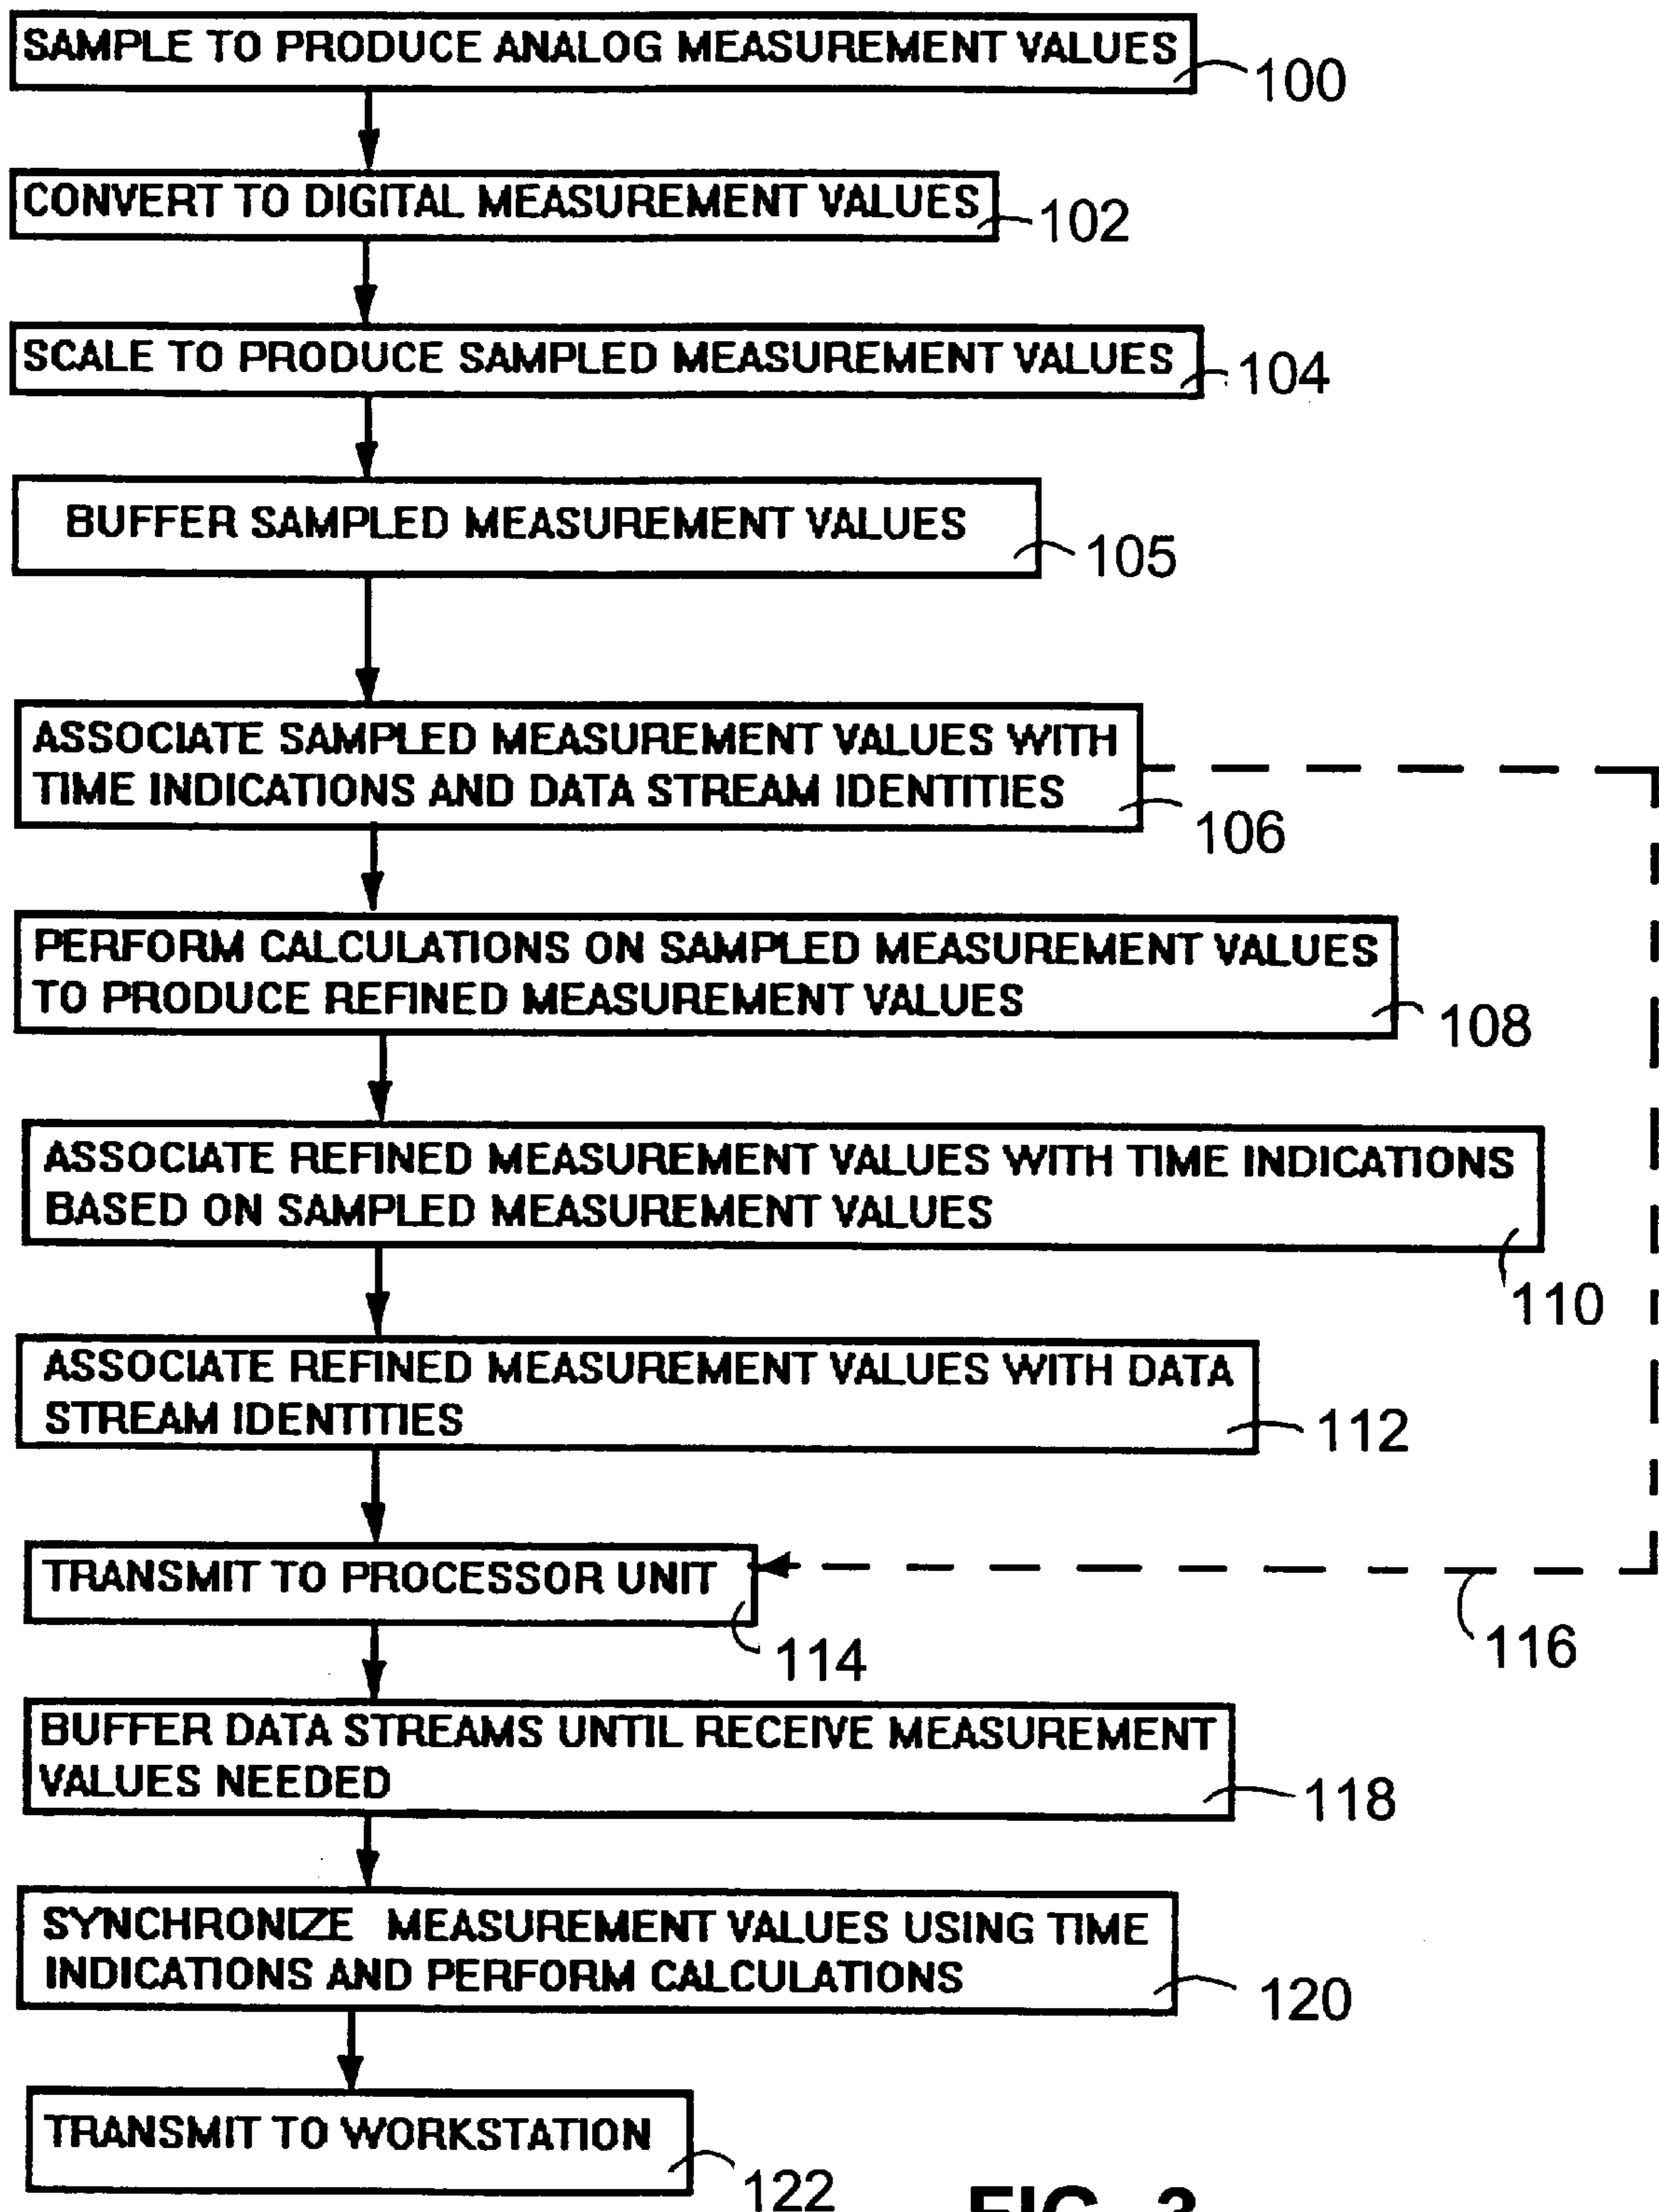 SAMPLE TO PRODUCE ANALOG MEASUREMENT VALUES
100
CONVERT TO DIGITAL MEASUREMENT VALUES
102
SCALE TO PRODUCE SAMPLED MEASUREMENT VALUES
104
BUFFER SAMPLED MEASUREMENT VALUES
105
ASSOCIATE SAMPLED MEASUREMENT VALUES WITH
TIME INDICATIONS AND DATA STREAM IDENTITIES
106
PERFORM CALCULATIONS ON SAMPLED MEASUREMENT VALUES
TO PRODUCE REFINED MEASUREMENT VALUES
108
ASSOCIATE REFINED MEASUREMENT VALUES WITH TIME INDICATIONS
BASED ON SAMPLED MEASUREMENT VALUES
110
ASSOCIATE REFINED MEASUREMENT VALUES WITH DATA
STREAM IDENTITIES
112
TRANSMIT TO PROCESSOR UNIT
114
116
BUFFER DATA STREAMS UNTIL RECEIVE MEASUREMENT
VALUES NEEDED
118
SYNCHRONIZE MEASUREMENT VALUES USING TIME
INDICATIONS AND PERFORM CALCULATIONS
120
TRANSMIT TO WORKSTATION
122
FIG. 3